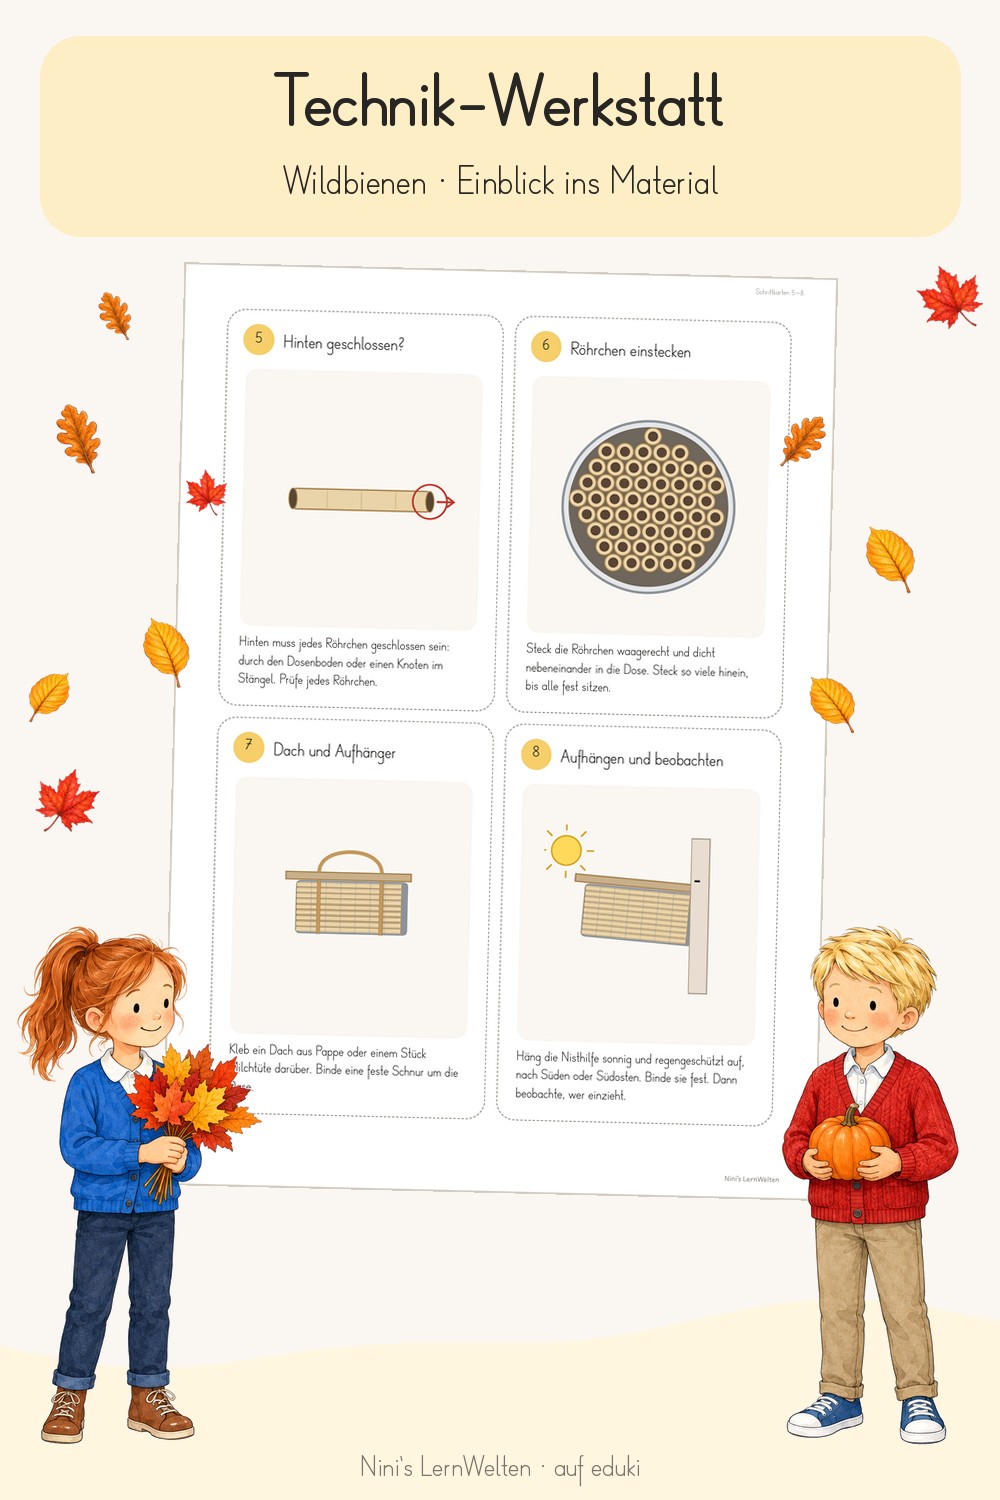 Technik-Werkstatt
Wildbienen · Einblick ins Material
Schrittkarten 5–8
5 Hinten geschlossen?
Hinten muss jedes Röhrchen geschlossen sein:
durch den Dosenboden oder einen Knoten im
Stängel. Prüfe jedes Röhrchen.
6 Röhrchen einstecken
Steck die Röhrchen waagerecht und dicht
nebeneinander in die Dose. Steck so viele hinein,
bis alle fest sitzen.
7 Dach und Aufhänger
Kleb ein Dach aus Pappe oder einem Stück
Milchtüte darüber. Binde eine feste Schnur um die
8 Aufhängen und beobachten
Häng die Nisthilfe sonnig und regengeschützt auf,
nach Süden oder Südosten. Binde sie fest. Dann
beobachte, wer einzieht.
Nini's LernWelten
Nini's LernWelten · auf eduki